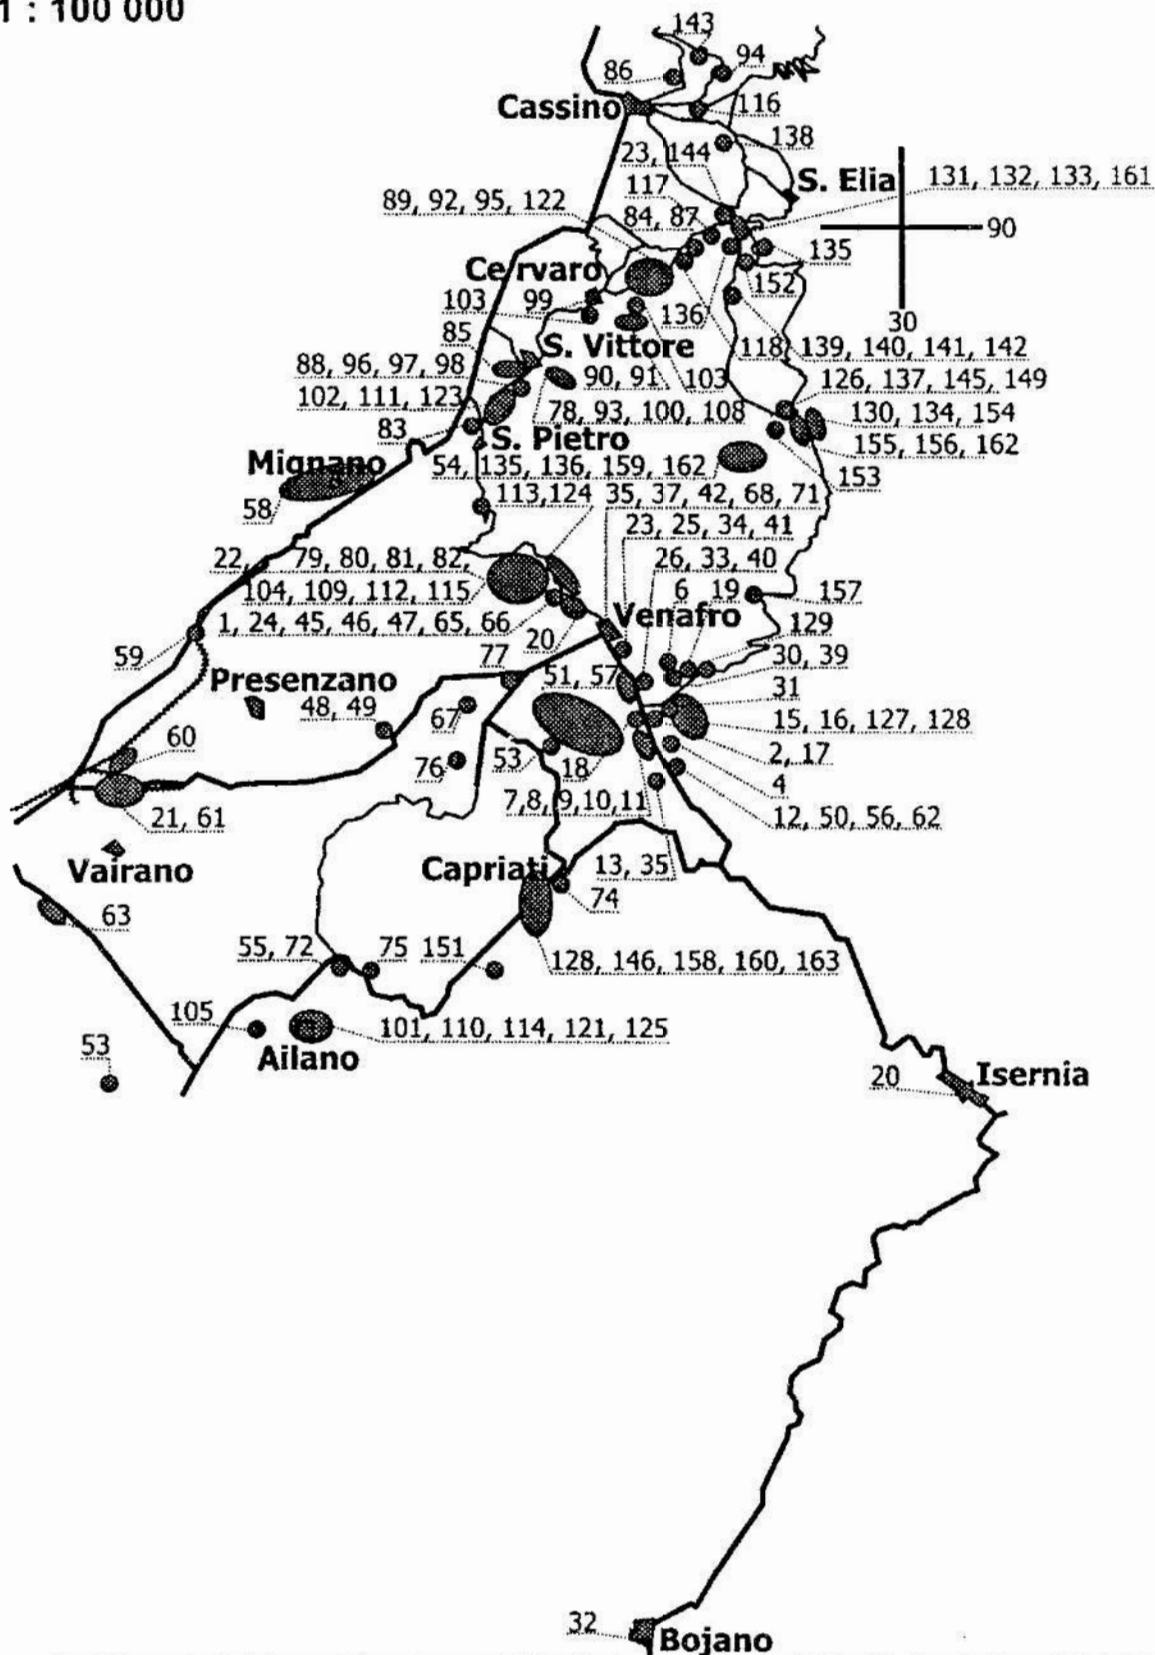 1 : 100 000
143
94
86
Cassino
116
138
23, 144
117
S. Elia
131, 132, 133, 161
89, 92, 95, 122
84, 87
90
135
Cervaro
152
103
99
136
30
85
S. Vittore
118
139, 140, 141, 142
88, 96, 97, 98
90, 91
103
126, 137, 145, 149
102, 111, 123
78, 93, 100, 108
130, 134, 154
83
S. Pietro
155, 156, 162
Mignano
54, 135, 136, 159, 162
153
58
113,124
35, 37, 42, 68, 71
23, 25, 34, 41
22,
79, 80, 81, 82,
26, 33, 40
104, 109, 112, 115
6
19
157
1, 24, 45, 46, 47, 65, 66
Venafro
20
129
59
77
30, 39
Presenzano
51, 57
31
48, 49
67
15, 16, 127, 128
60
2, 17
76
53
18
4
21, 61
7,8, 9,10,11
12, 50, 56, 62
Vairano
Capriati
13, 35
74
63
55, 72
75
151
128, 146, 158, 160, 163
105
101, 110, 114, 121, 125
53
Ailano
20
Isernia
32
Bojano